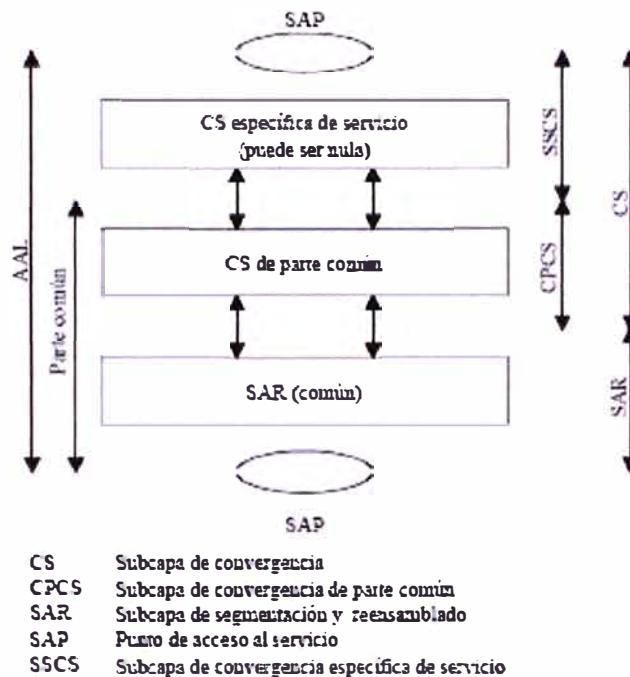 SAP
CS específica de servicio
(puede ser nula)
CS de parte común
SAR (común)
SAP
AAL
Parte común
SSCS
CPCS
CS
SAR
CS Subcapa de convergencia
CPCS Subcapa de convergencia de parte común
SAR Subcapa de segmentación y reensamblado
SAP Punto de acceso al servicio
SSCS Subcapa de convergencia específica de servicio